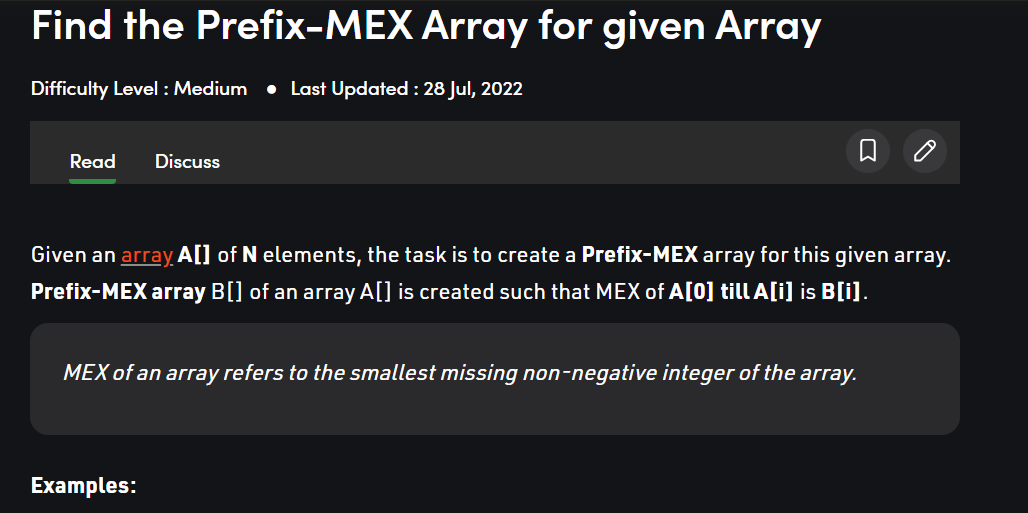 Find the Prefix-MEX Array for given Array
Difficulty Level : Medium ● Last Updated : 28 Jul, 2022
Read Discuss
Given an array A[] of N elements, the task is to create a Prefix-MEX array for this given array.
Prefix-MEX array B[] of an array A[] is created such that MEX of A[0] till A[i] is B[i].
MEX of an array refers to the smallest missing non-negative integer of the array.
Examples: